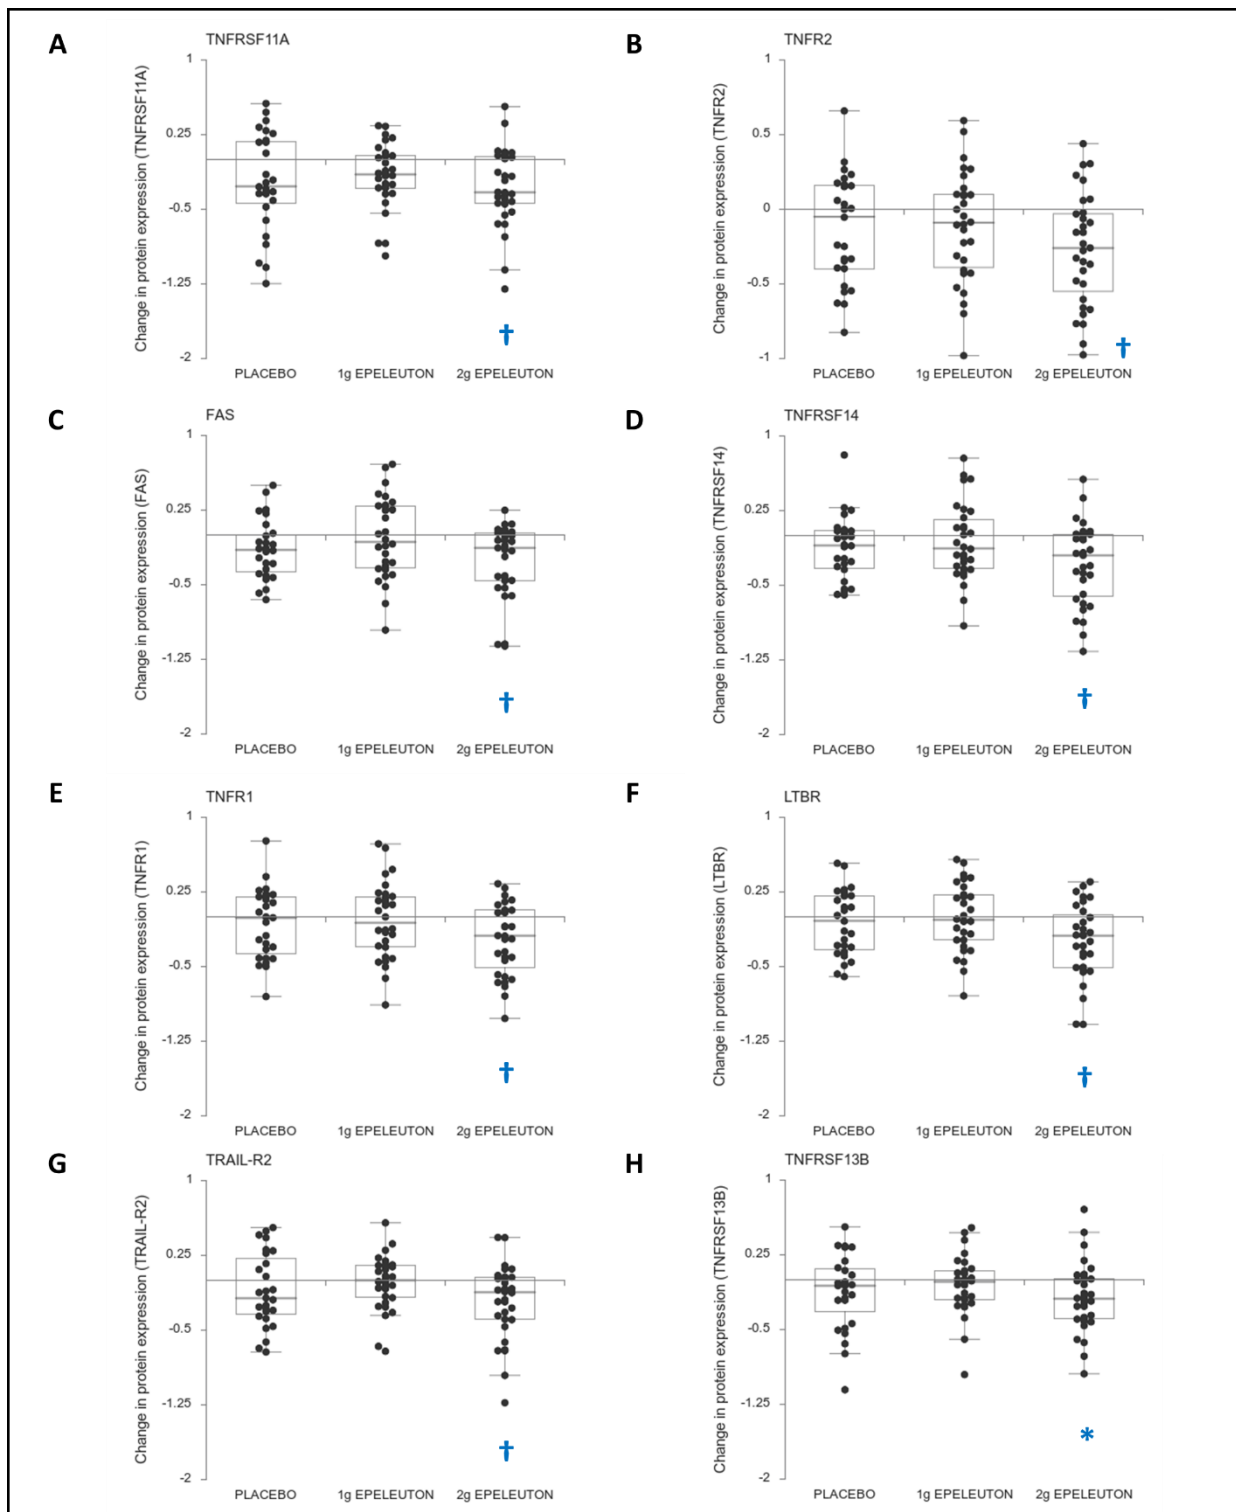 A
TNFRSF11A
Change in protein expression (TNFRSF11A)
1
0.25
-0.5
-1.25
-2
PLACEBO 1g EPELEUTON 2g EPELEUTON
†
B
TNFR2
Change in protein expression (TNFR2)
1
0.5
0
-0.5
-1
PLACEBO 1g EPELEUTON 2g EPELEUTON
†
C
FAS
Change in protein expression (FAS)
1
0.25
-0.5
-1.25
-2
PLACEBO 1g EPELEUTON 2g EPELEUTON
†
D
TNFRSF14
Change in protein expression (TNFRSF14)
1
0.25
-0.5
-1.25
-2
PLACEBO 1g EPELEUTON 2g EPELEUTON
†
E
TNFR1
Change in protein expression (TNFR1)
1
0.25
-0.5
-1.25
-2
PLACEBO 1g EPELEUTON 2g EPELEUTON
†
F
LTBR
Change in protein expression (LTBR)
1
0.25
-0.5
-1.25
-2
PLACEBO 1g EPELEUTON 2g EPELEUTON
†
G
TRAIL-R2
Change in protein expression (TRAIL-R2)
1
0.25
-0.5
-1.25
-2
PLACEBO 1g EPELEUTON 2g EPELEUTON
†
H
TNFRSF13B
Change in protein expression (TNFRSF13B)
1
0.25
-0.5
-1.25
-2
PLACEBO 1g EPELEUTON 2g EPELEUTON
*